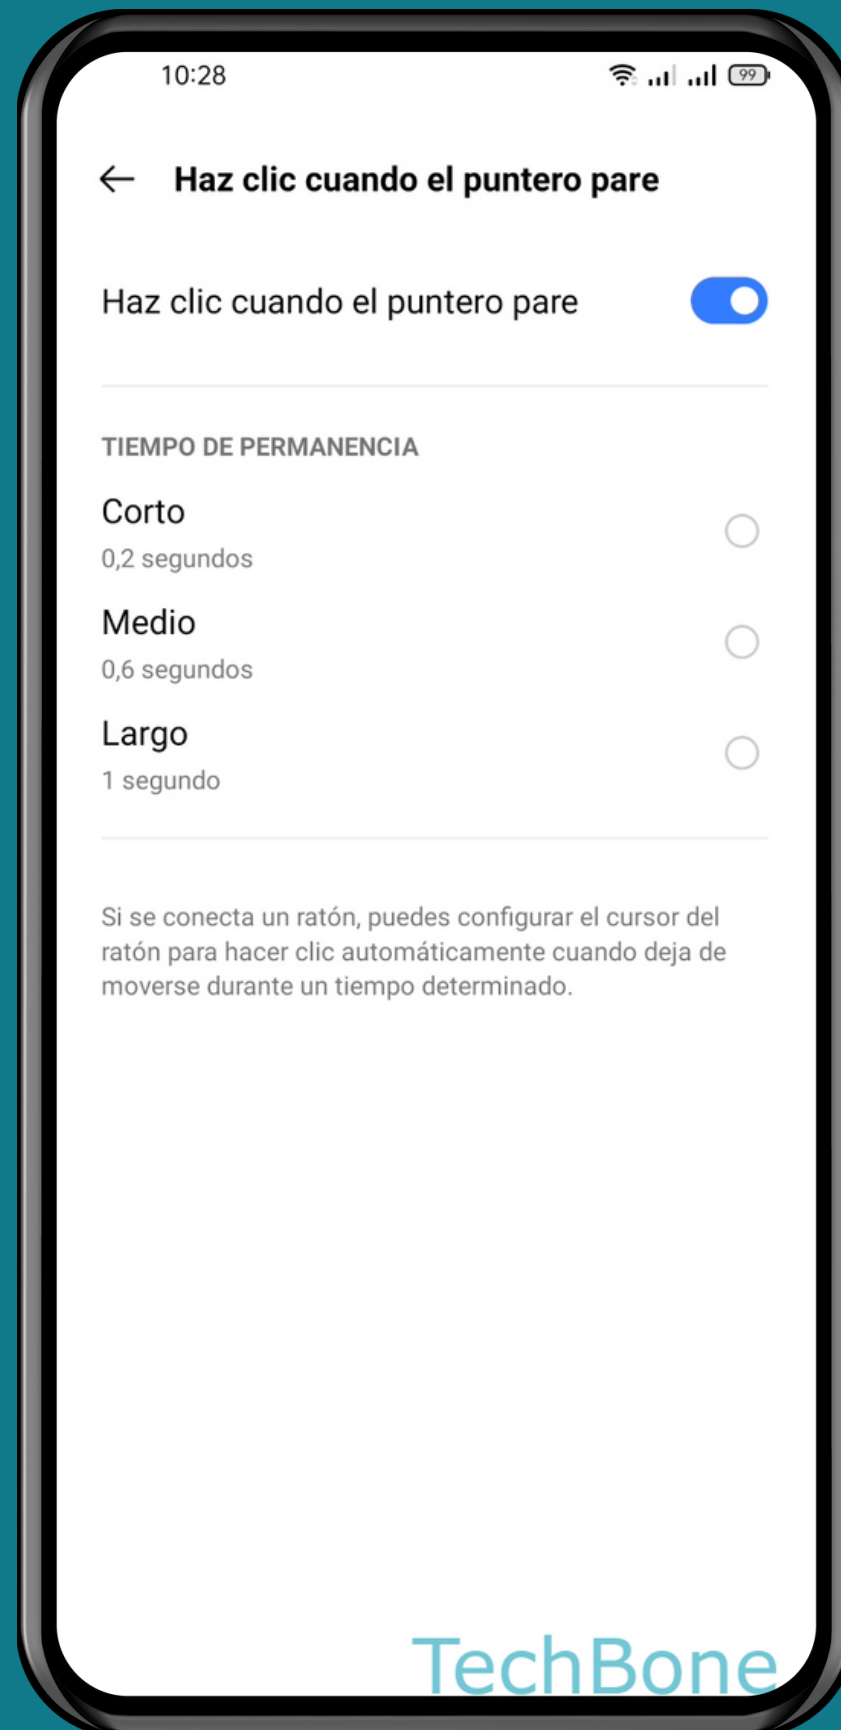 10:28
99
Haz clic cuando el puntero pare
Haz clic cuando el puntero pare
TIEMPO DE PERMANENCIA
Corto
0,2 segundos
Medio
0,6 segundos
Largo
1 segundo
Si se conecta un ratón, puedes configurar el cursor del
ratón para hacer clic automáticamente cuando deja de
moverse durante un tiempo determinado.
TechBone